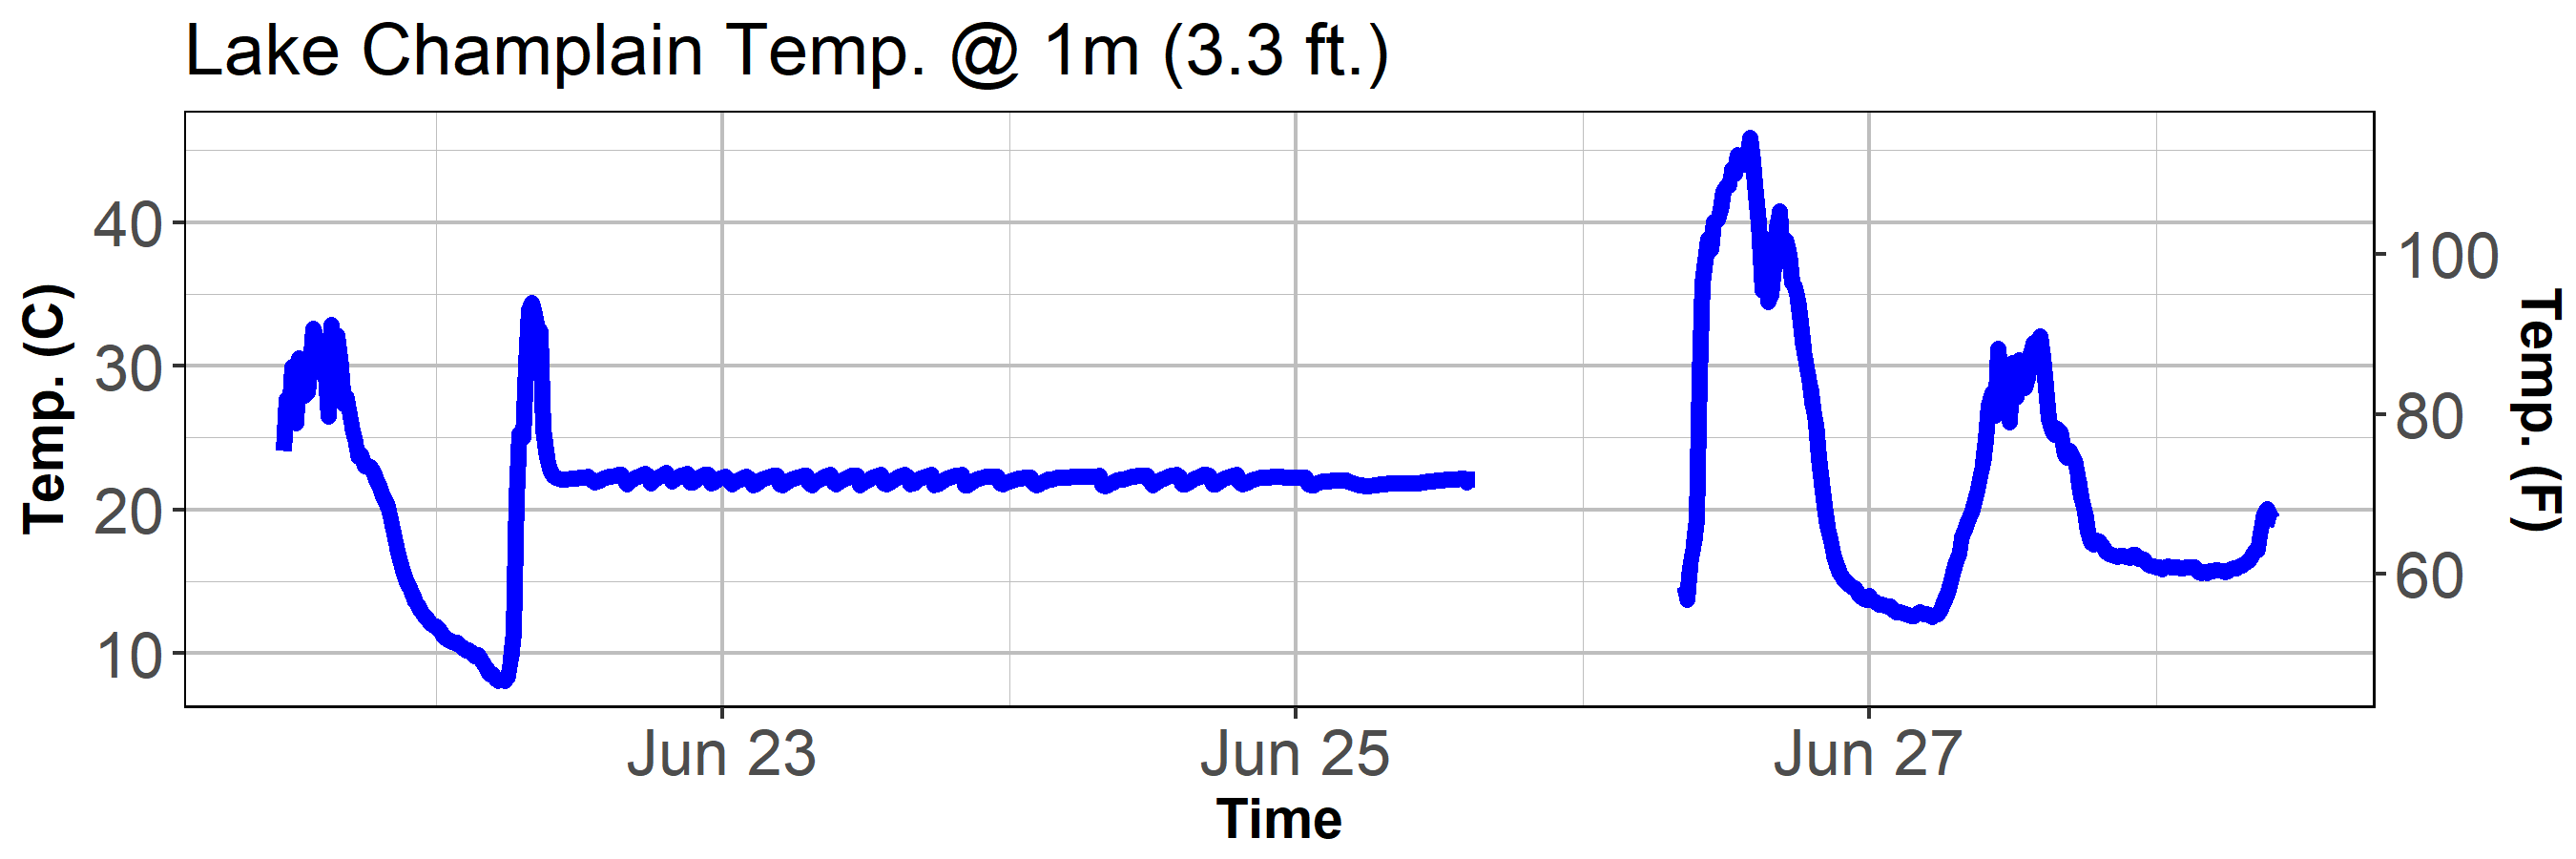 Lake Champlain Temp. @ 1m (3.3 ft.)
Temp. (C)
40
30
20
10
100
80
60
Temp. (F)
Jun 23
Jun 25
Jun 27
Time